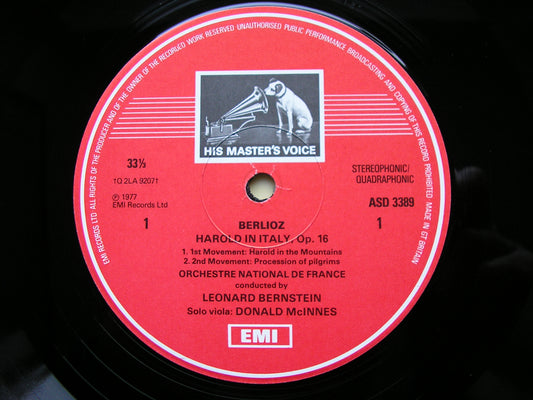 ALL RIGHTS OF THE PRODUCER AND OF THE OWNER OF THE RECORDED WORK RESERVED UNAUTHORISED PUBLIC PERFORMANCE BROADCASTING AND COPYING OF THIS RECORD PROHIBITED MADE IN GT BRITAIN
EMI RECORDS LTD
HIS MASTER'S VOICE
33⅓
STEREOPHONIC/
QUADRAPHONIC
1Q 2LA 92071
℗ 1977
EMI Records Ltd
ASD 3389
1
1
BERLIOZ
HAROLD IN ITALY, Op. 16
1. 1st Movement: Harold in the Mountains
2. 2nd Movement: Procession of pilgrims
ORCHESTRE NATIONAL DE FRANCE
conducted by
LEONARD BERNSTEIN
Solo viola: DONALD McINNES
EMI